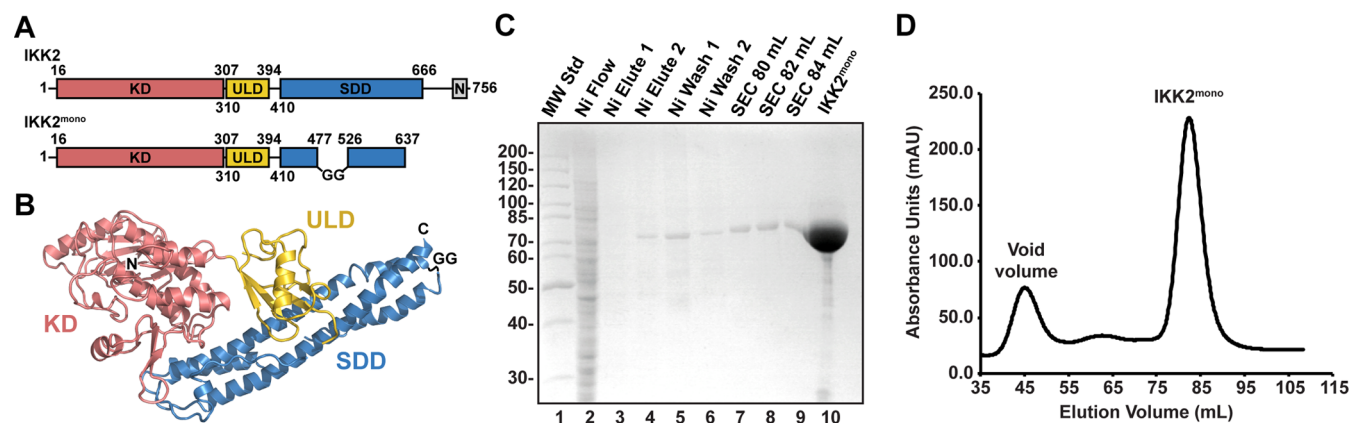 A
IKK2
16 307 394 666
1 KD ULD SDD N 756
310 410
IKK2mono
16 307 394 477 526 637
1 KD ULD GG
310 410
B
ULD
C
GG
N
KD
SDD
C
MW Std
Ni Flow
Ni Elute 1
Ni Elute 2
Ni Wash 1
Ni Wash 2
SEC 80 mL
SEC 82 mL
SEC 84 mL
IKK2mono
200-
150-
120-
100-
85-
70-
60-
50-
40-
30-
1 2 3 4 5 6 7 8 9 10
D
Absorbance Units (mAU)
250.0
200.0
150.0
100.0
50.0
0.0
IKK2mono
Void
volume
35 45 55 65 75 85 95 105 115
Elution Volume (mL)